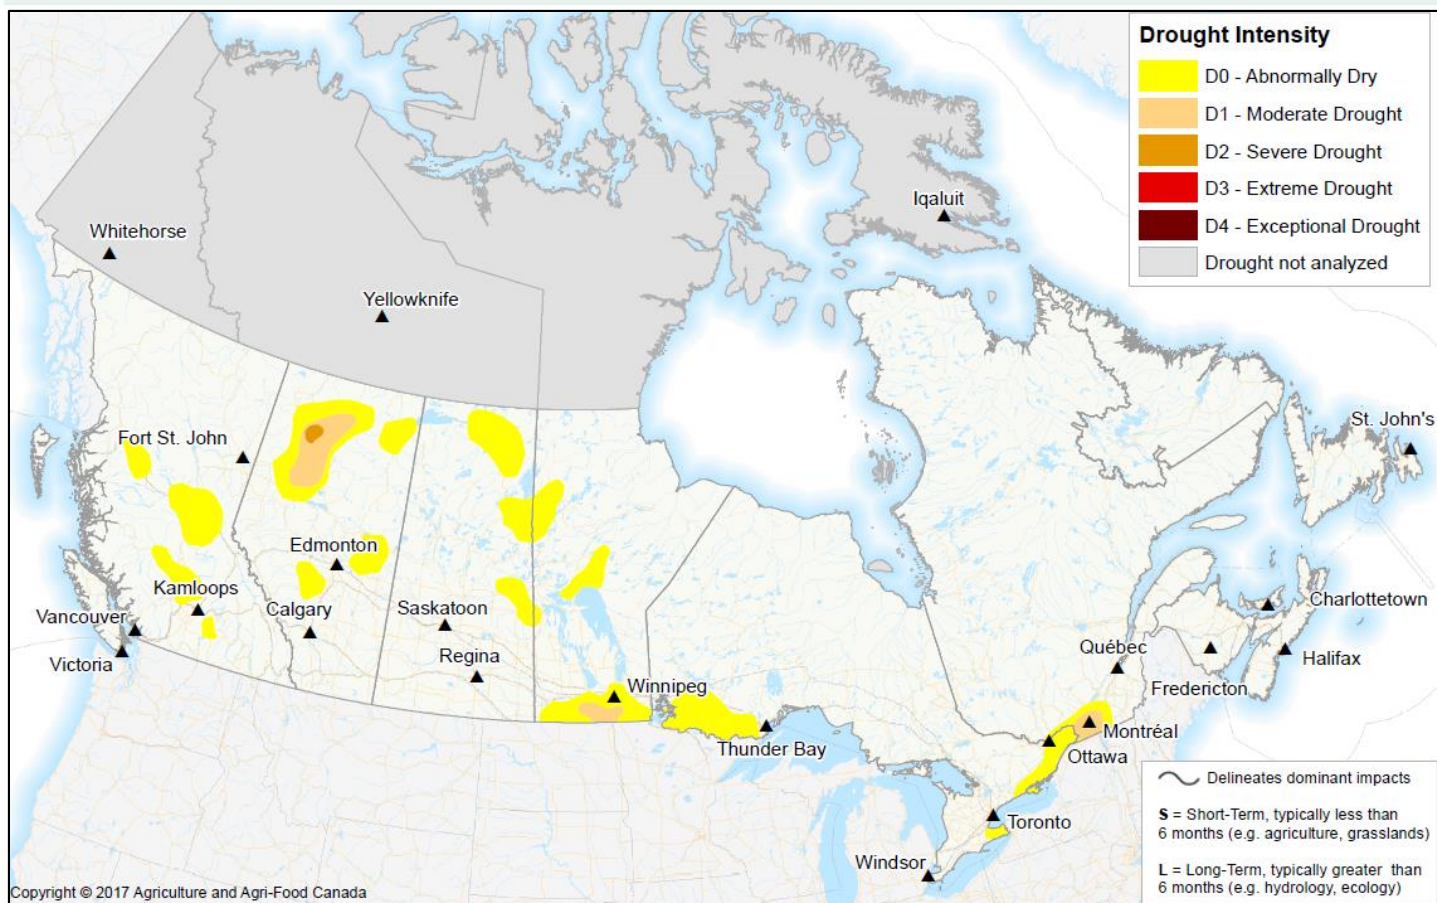 Drought Intensity
D0 - Abnormally Dry
D1 - Moderate Drought
D2 - Severe Drought
D3 - Extreme Drought
D4 - Exceptional Drought
Drought not analyzed
Iqaluit
Whitehorse
Yellowknife
St. John's
Fort St. John
Edmonton
Kamloops
Calgary
Saskatoon
Charlottetown
Vancouver
Victoria
Regina
Québec
Halifax
Winnipeg
Fredericton
Montréal
Thunder Bay
Ottawa
Toronto
Windsor
Delineates dominant impacts
S = Short-Term, typically less than
6 months (e.g. agriculture, grasslands)
L = Long-Term, typically greater than
6 months (e.g. hydrology, ecology)
Copyright © 2017 Agriculture and Agri-Food Canada